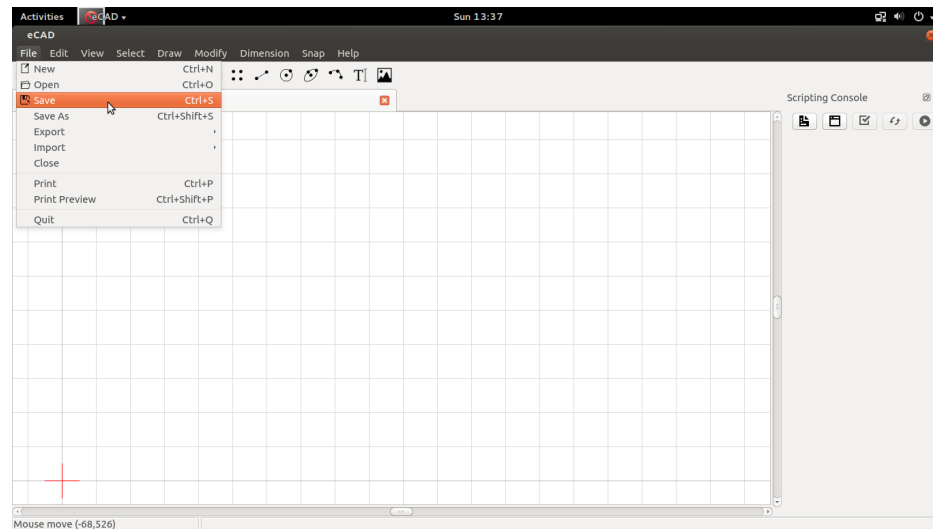 Activities eCAD Sun 13:37
eCAD
File Edit View Select Draw Modify Dimension Snap Help
New Ctrl+N
Open Ctrl+O
Save Ctrl+S
Save As Ctrl+Shift+S
Export
Import
Close
Print Ctrl+P
Print Preview Ctrl+Shift+P
Quit Ctrl+Q
Scripting Console
Mouse move (-68,526)